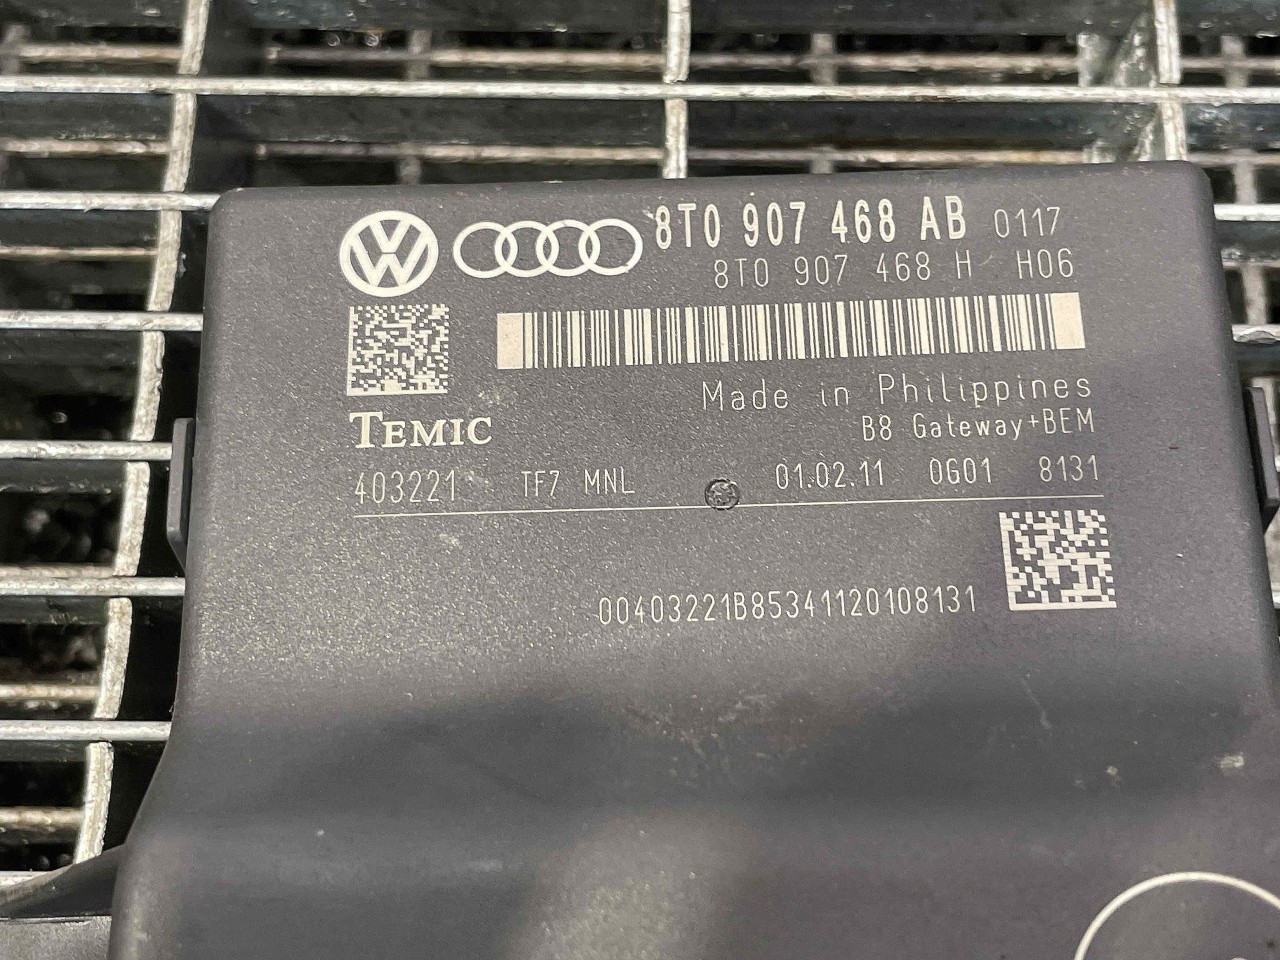 8T0 907 468 AB 0117
8T0 907 468 H H06
Made in Philippines
TEMIC
B8 Gateway+BEM
403221 TF7 MNL 01.02.11 0G01 8131
00403221B85341120108131